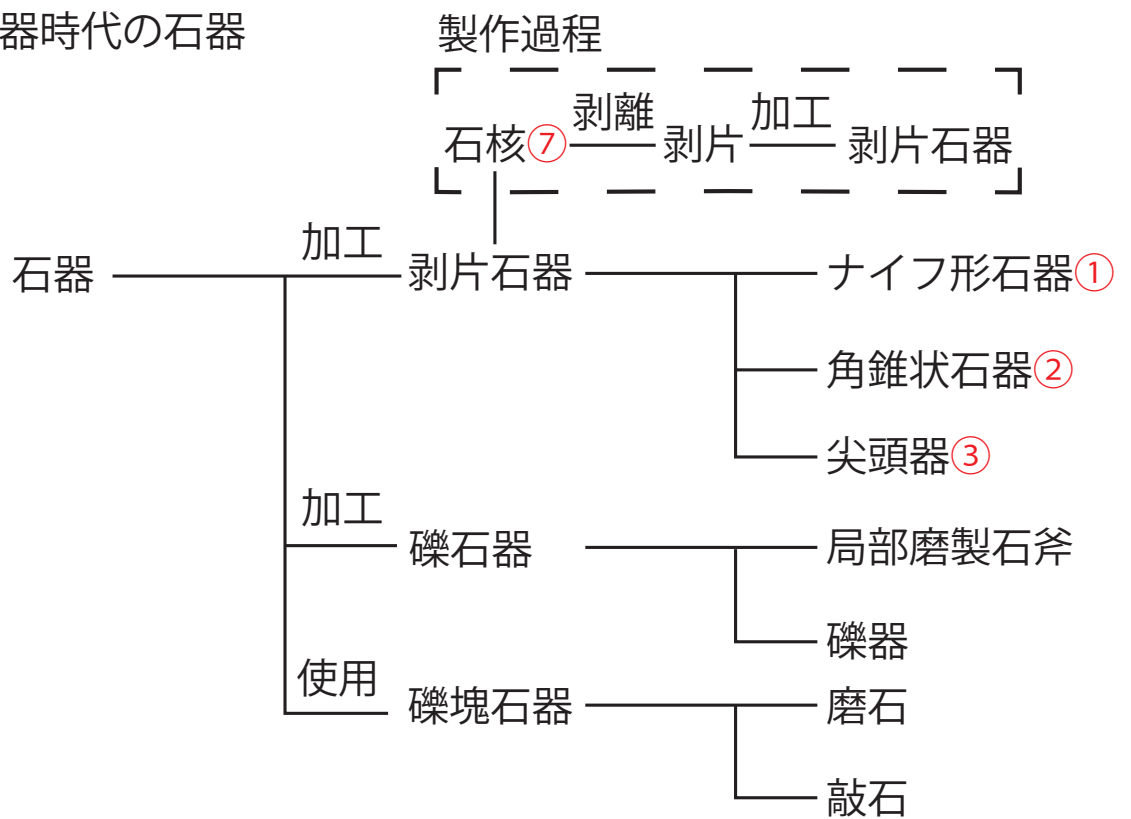 器時代の石器
製作過程
石核⑦ 剥離 剥片 加工 剥片石器
石器
加工
剥片石器
ナイフ形石器①
角錐状石器②
尖頭器③
加工
礫石器
局部磨製石斧
礫器
使用
礫塊石器
磨石
敲石